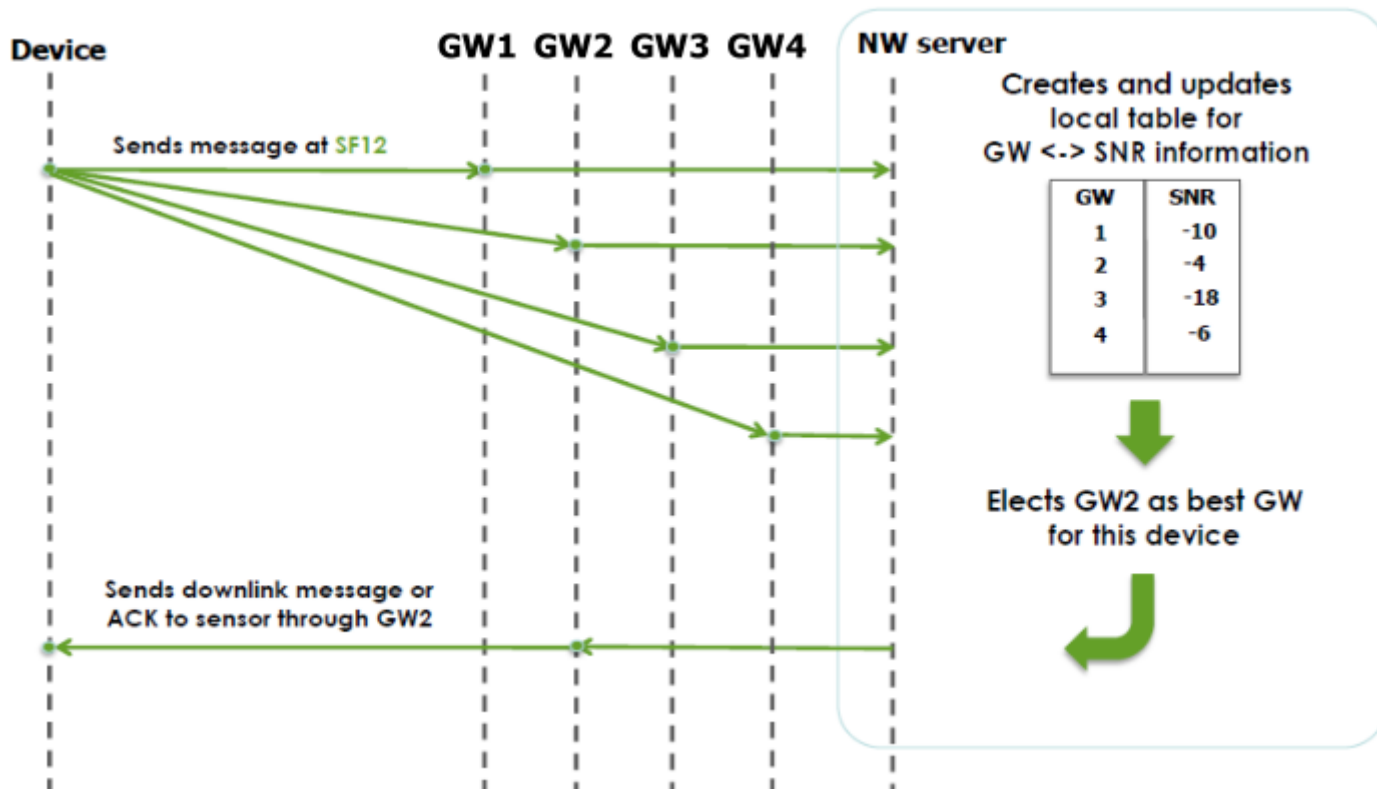 Device
GW1 GW2 GW3 GW4
NW server
Creates and updates
local table for
GW <-> SNR information
Sends message at SF12
GW SNR
1 -10
2 -4
3 -18
4 -6
Elects GW2 as best GW
for this device
Sends downlink message or
ACK to sensor through GW2